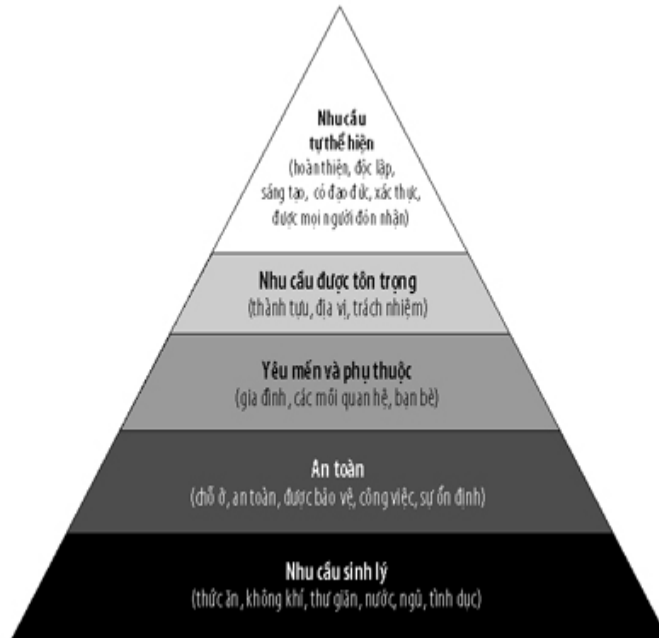 Nhu cầu
tự thể hiện
(hoàn thiện, độc lập,
sáng tạo, có đạo đức, xác thực,
được mọi người đón nhận)
Nhu cầu được tôn trọng
(thành tựu, địa vị, trách nhiệm)
Yêu mến và phụ thuộc
(gia đình, các mối quan hệ, bạn bè)
An toàn
(chỗ ở, an toàn, được bảo vệ, công việc, sự ổn định)
Nhu cầu sinh lý
(thức ăn, không khí, thư giãn, nước, ngủ, tình dục)